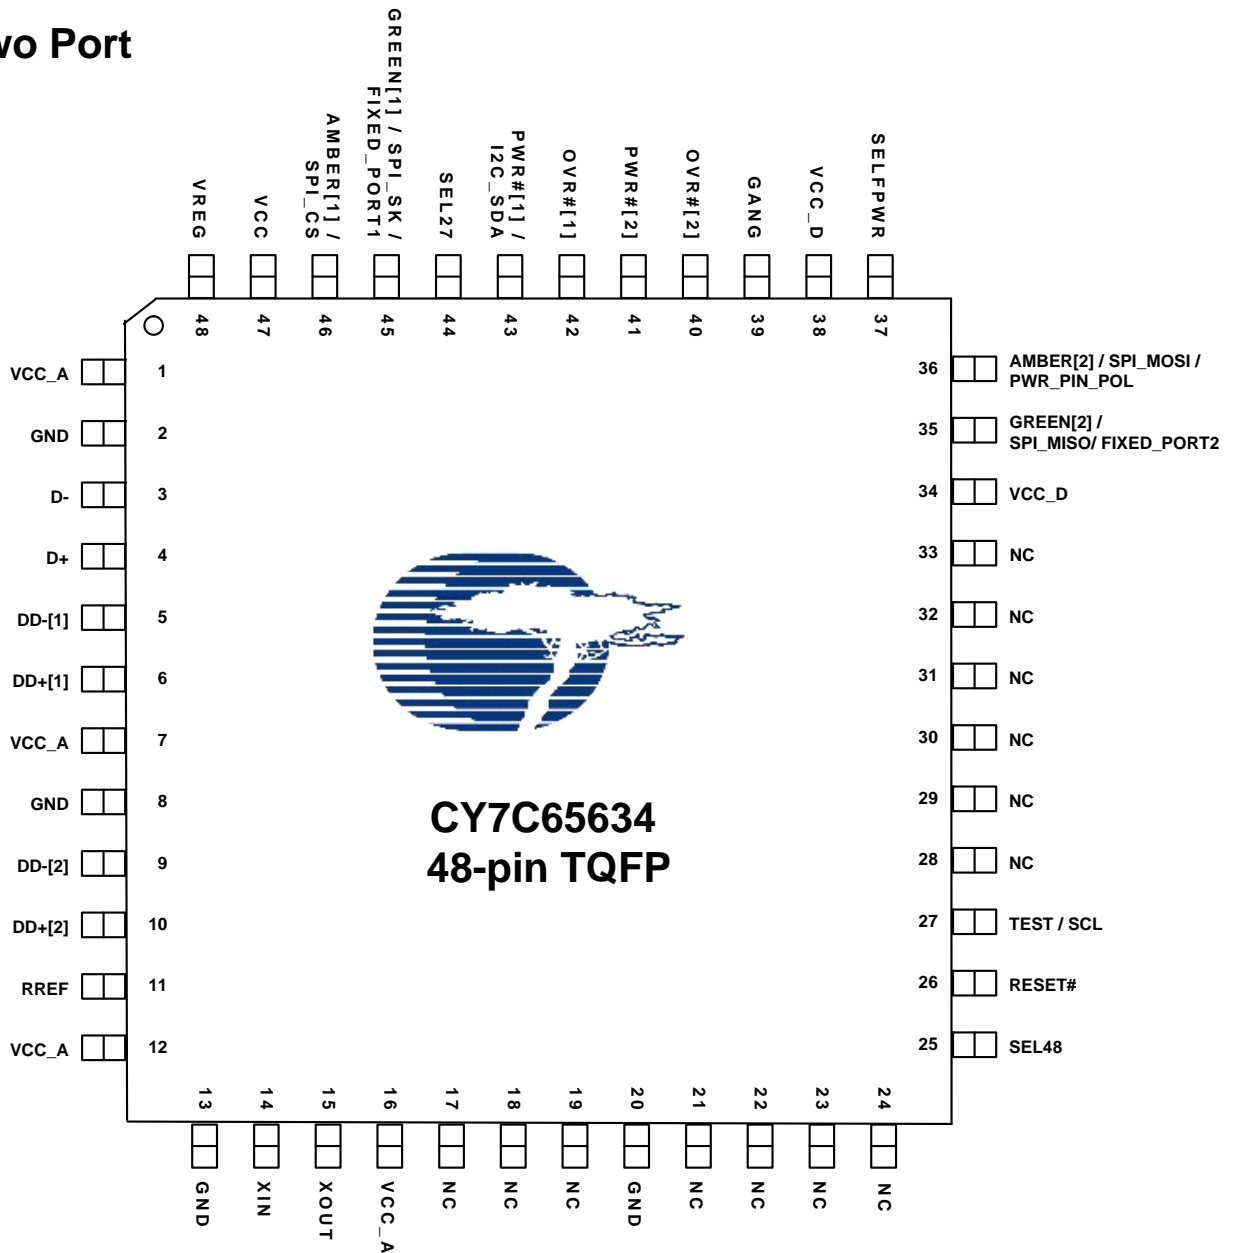 wo Port
VREG
VCC
AMBER[1] /
SPI_CS
GREEN[1] / SPI_SK /
FIXED_PORT1
SEL27
PWR#[1] /
I2C_SDA
OVR#[1]
PWR#[2]
OVR#[2]
GANG
VCC_D
SELFPWR
48
47
46
45
44
43
42
41
40
39
38
37
VCC_A 1
GND 2
D- 3
D+ 4
DD-[1] 5
DD+[1] 6
VCC_A 7
GND 8
DD-[2] 9
DD+[2] 10
RREF 11
VCC_A 12
36 AMBER[2] / SPI_MOSI /
PWR_PIN_POL
35 GREEN[2] /
SPI_MISO/ FIXED_PORT2
34 VCC_D
33 NC
32 NC
31 NC
30 NC
29 NC
28 NC
27 TEST / SCL
26 RESET#
25 SEL48
CY7C65634
48-pin TQFP
13
14
15
16
17
18
19
20
21
22
23
24
GND
XIN
XOUT
VCC_A
NC
NC
NC
GND
NC
NC
NC
NC